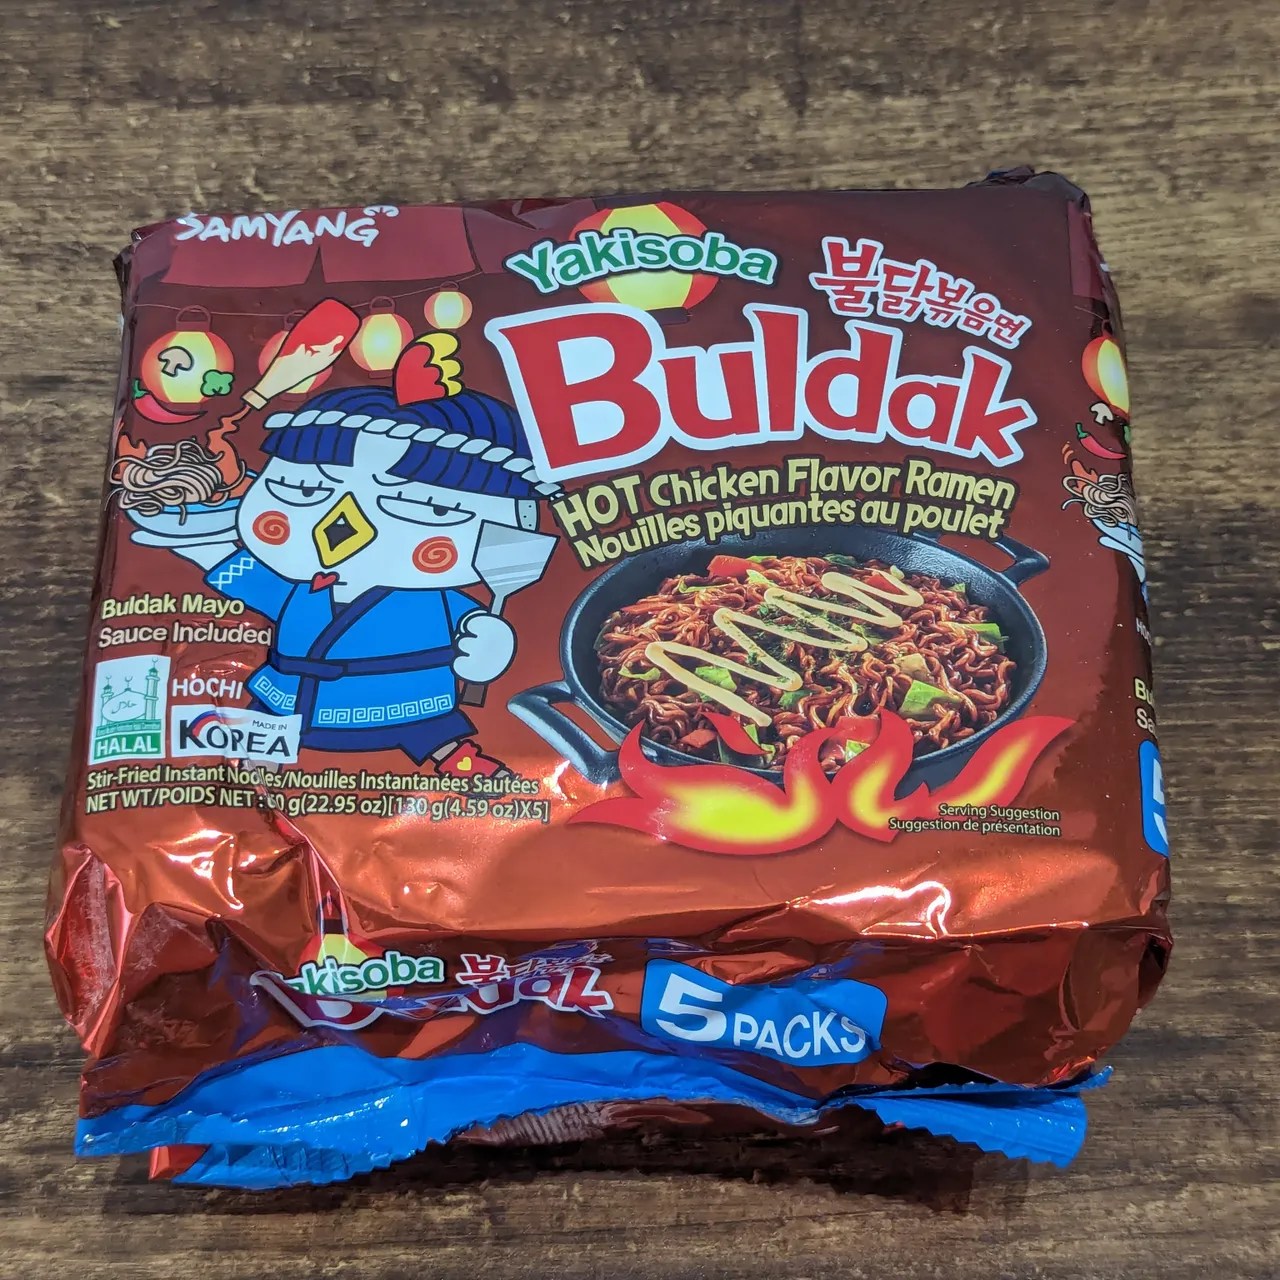 SAMYANG
Yakisoba
불닭볶음면
Buldak
HOT Chicken Flavor Ramen
Nouilles piquantes au poulet
Buldak Mayo
Sauce Included
HALAL
HOCHI
MADE IN
KOREA
Stir-Fried Instant Noodles/Nouilles Instantanées Sautées
NET WT/POIDS NET : 0 g(22.95 oz)[130 g(4.59 oz)X5]
Serving Suggestion
Suggestion de présentation
akisoba
5 PACKS